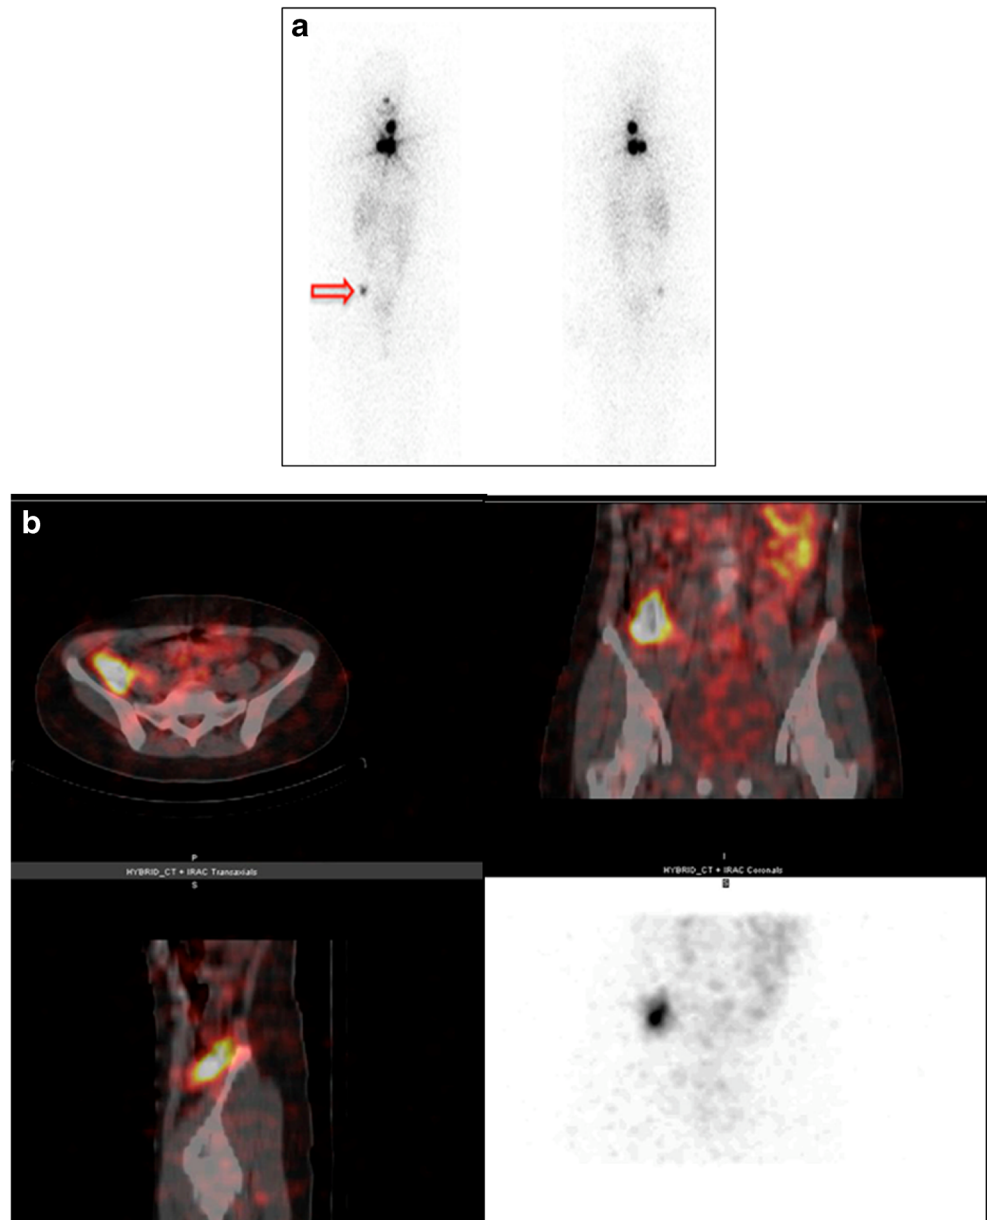 a
b
P
HYBRID_CT + IRAC Transaxials
S
I
HYBRID_CT + IRAC Coronals
S